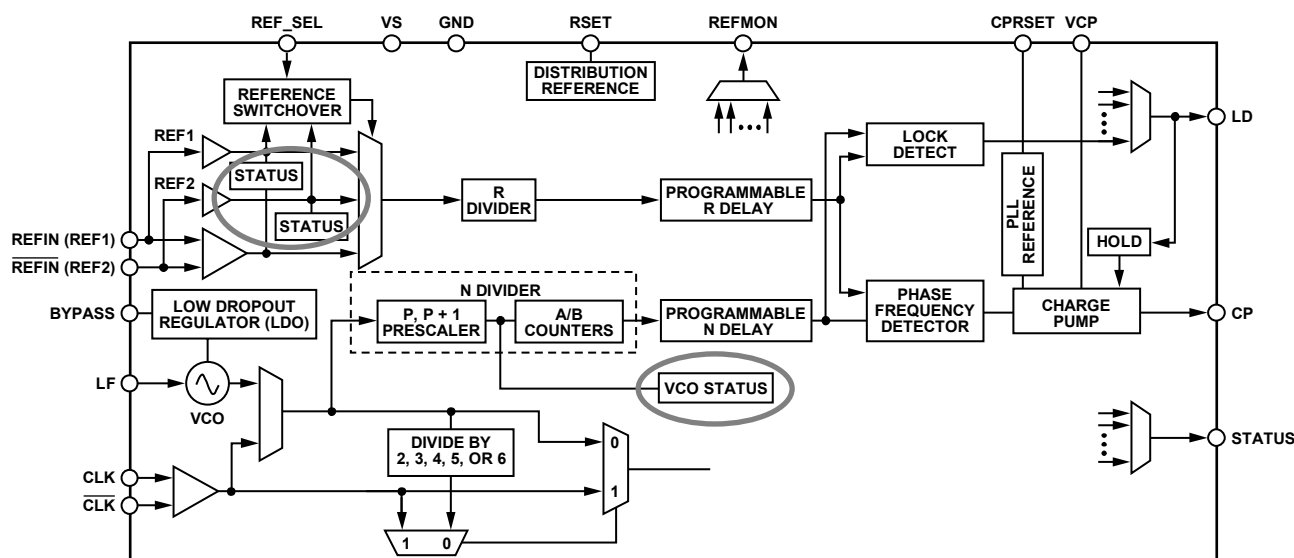 REF_SEL
VS
GND
RSET
REFMON
CPRSET
VCP
DISTRIBUTION
REFERENCE
REFERENCE
SWITCHOVER
REF1
STATUS
REF2
STATUS
REFIN (REF1)
REFIN (REF2)
R
DIVIDER
PROGRAMMABLE
R DELAY
LOCK
DETECT
PLL
REFERENCE
LD
HOLD
BYPASS
LOW DROPOUT
REGULATOR (LDO)
N DIVIDER
P, P + 1
PRESCALER
A/B
COUNTERS
PROGRAMMABLE
N DELAY
PHASE
FREQUENCY
DETECTOR
CHARGE
PUMP
CP
LF
VCO
VCO STATUS
STATUS
DIVIDE BY
2, 3, 4, 5, OR 6
0
1
CLK
CLK
1 0